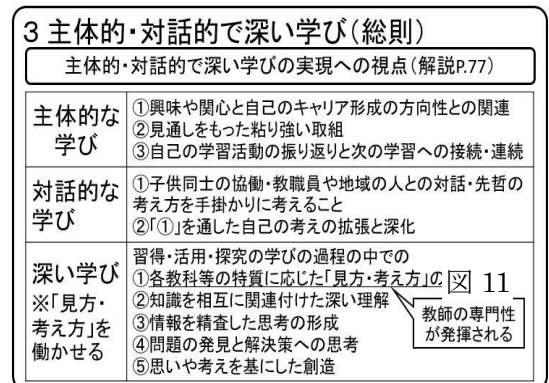 3 主体的・対話的で深い学び（総則）
主体的・対話的で深い学びの実現への視点（解説P.77）
主体的な
学び
①興味や関心と自己のキャリア形成の方向性との関連
②見通しをもった粘り強い取組
③自己の学習活動の振り返りと次の学習への接続・連続
対話的な
学び
①子供同士の協働・教職員や地域の人との対話・先哲の
考え方を手掛かりに考えること
②「①」を通した自己の考えの拡張と深化
深い学び
※「見方・
考え方」を
働かせる
習得・活用・探究の学びの過程の中での
①各教科等の特質に応じた「見方・考え方」の
②知識を相互に関連付けた深い理解
③情報を精査した思考の形成
④問題の発見と解決策への思考
⑤思いや考えを基にした創造
図 11
教師の専門性
が発揮される